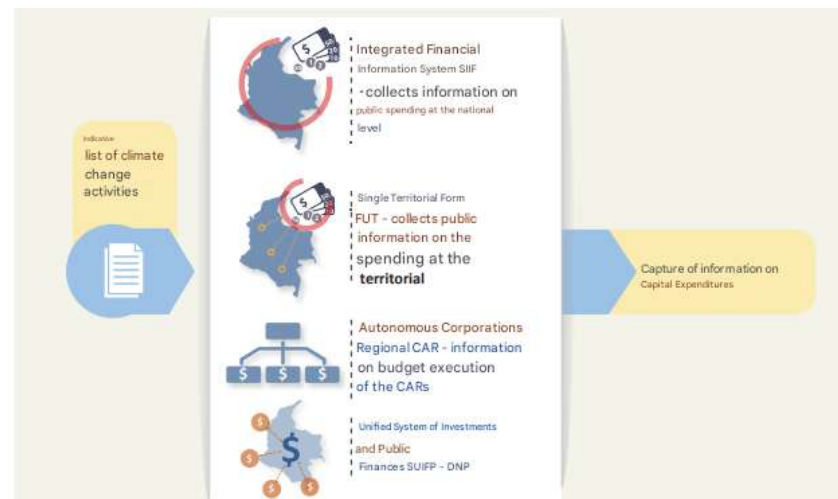 Indicative
list of climate
change
activities
Integrated Financial
Information System SIIF
- collects information on
public spending at the national
level
Single Territorial Form
FUT - collects public
information on the
spending at the
territorial
Autonomous Corporations
Regional CAR - information
on budget execution
of the CARs
Unified System of Investments
and Public
Finances SUIFP - DNP
Capture of information on
Capital Expenditures